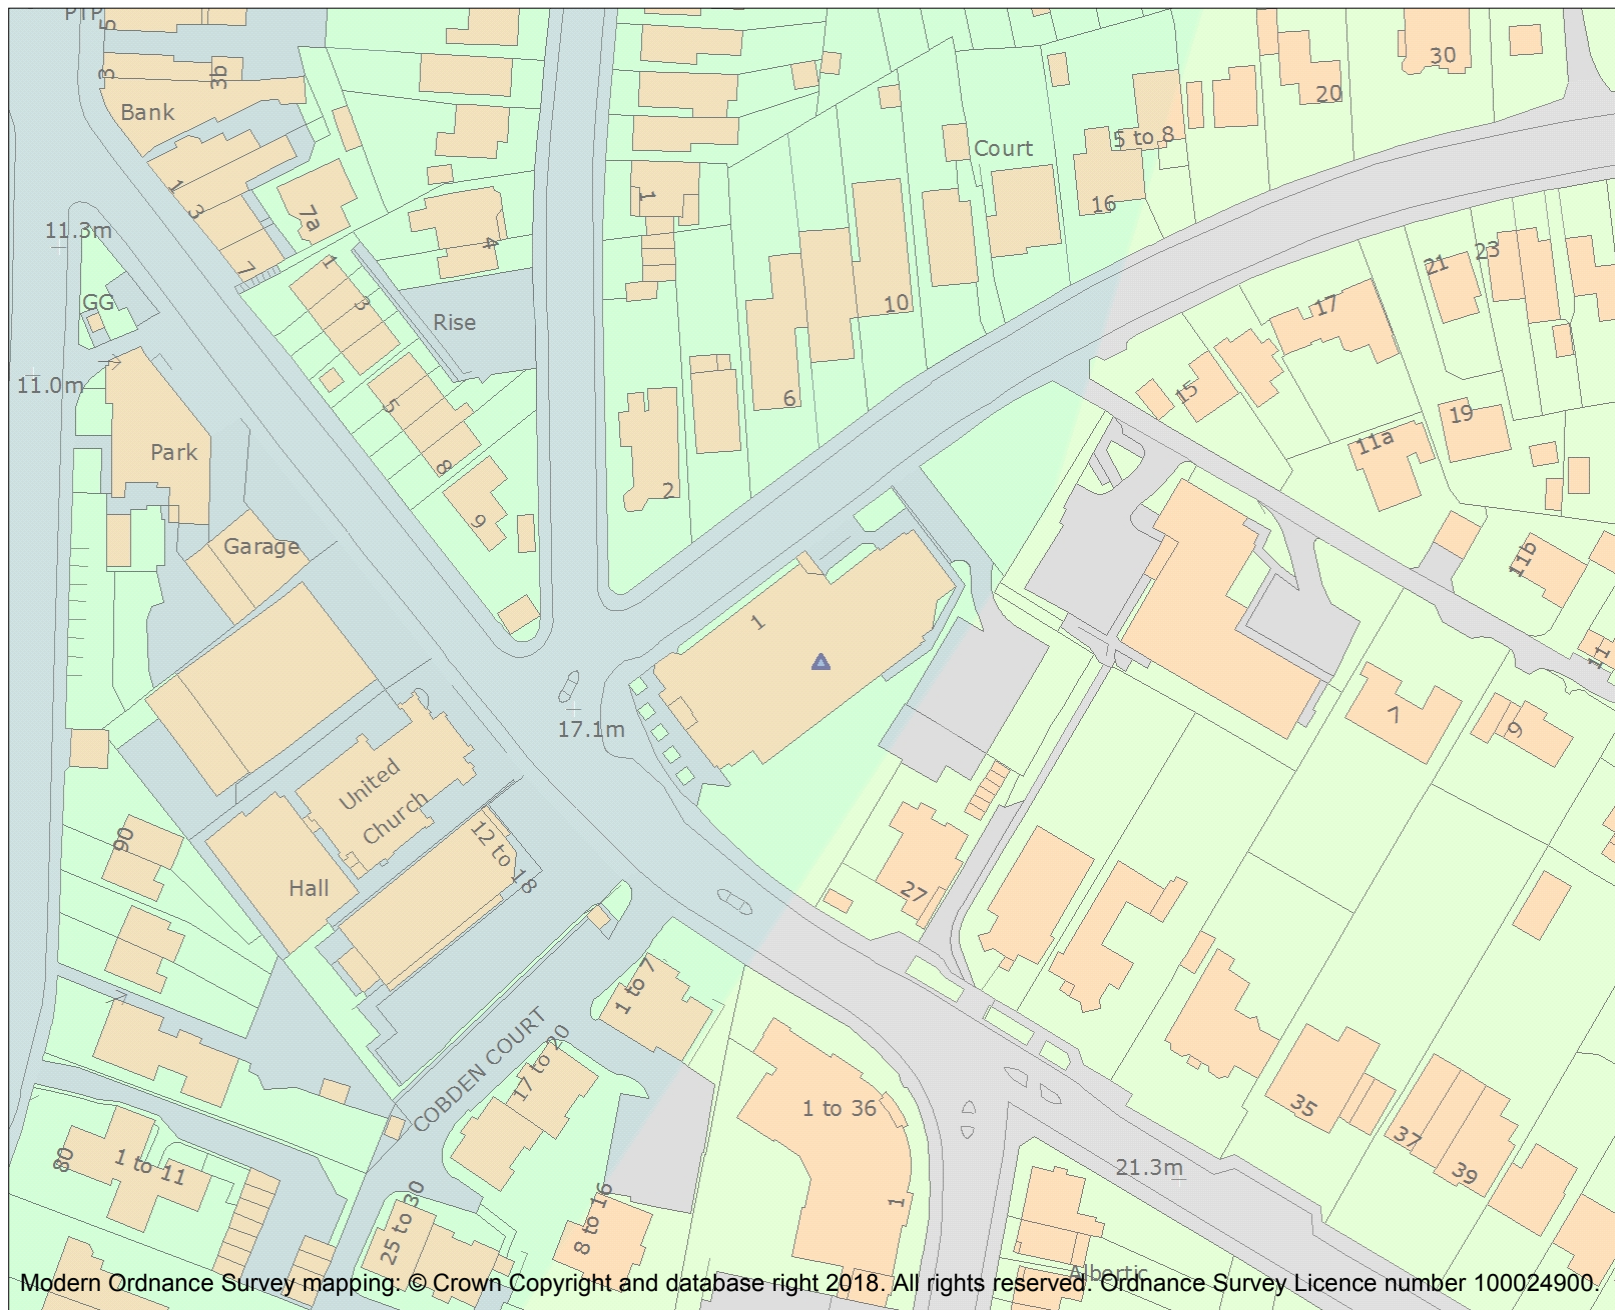 PTP
5
3
3b
Bank
1
3
7
7a
11.3m
GG
11.0m
Park
Garage
1
3
Rise
4
5
8
9
1
2
6
10
Court
5 to 8
16
20
30
21
23
17
15
19
11a
11b
11
7
9
1
17.1m
United
Church
Hall
12 to 18
90
27
1 to 7
COBDEN COURT
17 to 20
1 to 36
1
35
37
39
21.3m
80
1 to 11
25 to 30
8 to 16
Albertic
Modern Ordnance Survey mapping: © Crown Copyright and database right 2018. All rights reserved. Ordnance Survey Licence number 100024900.